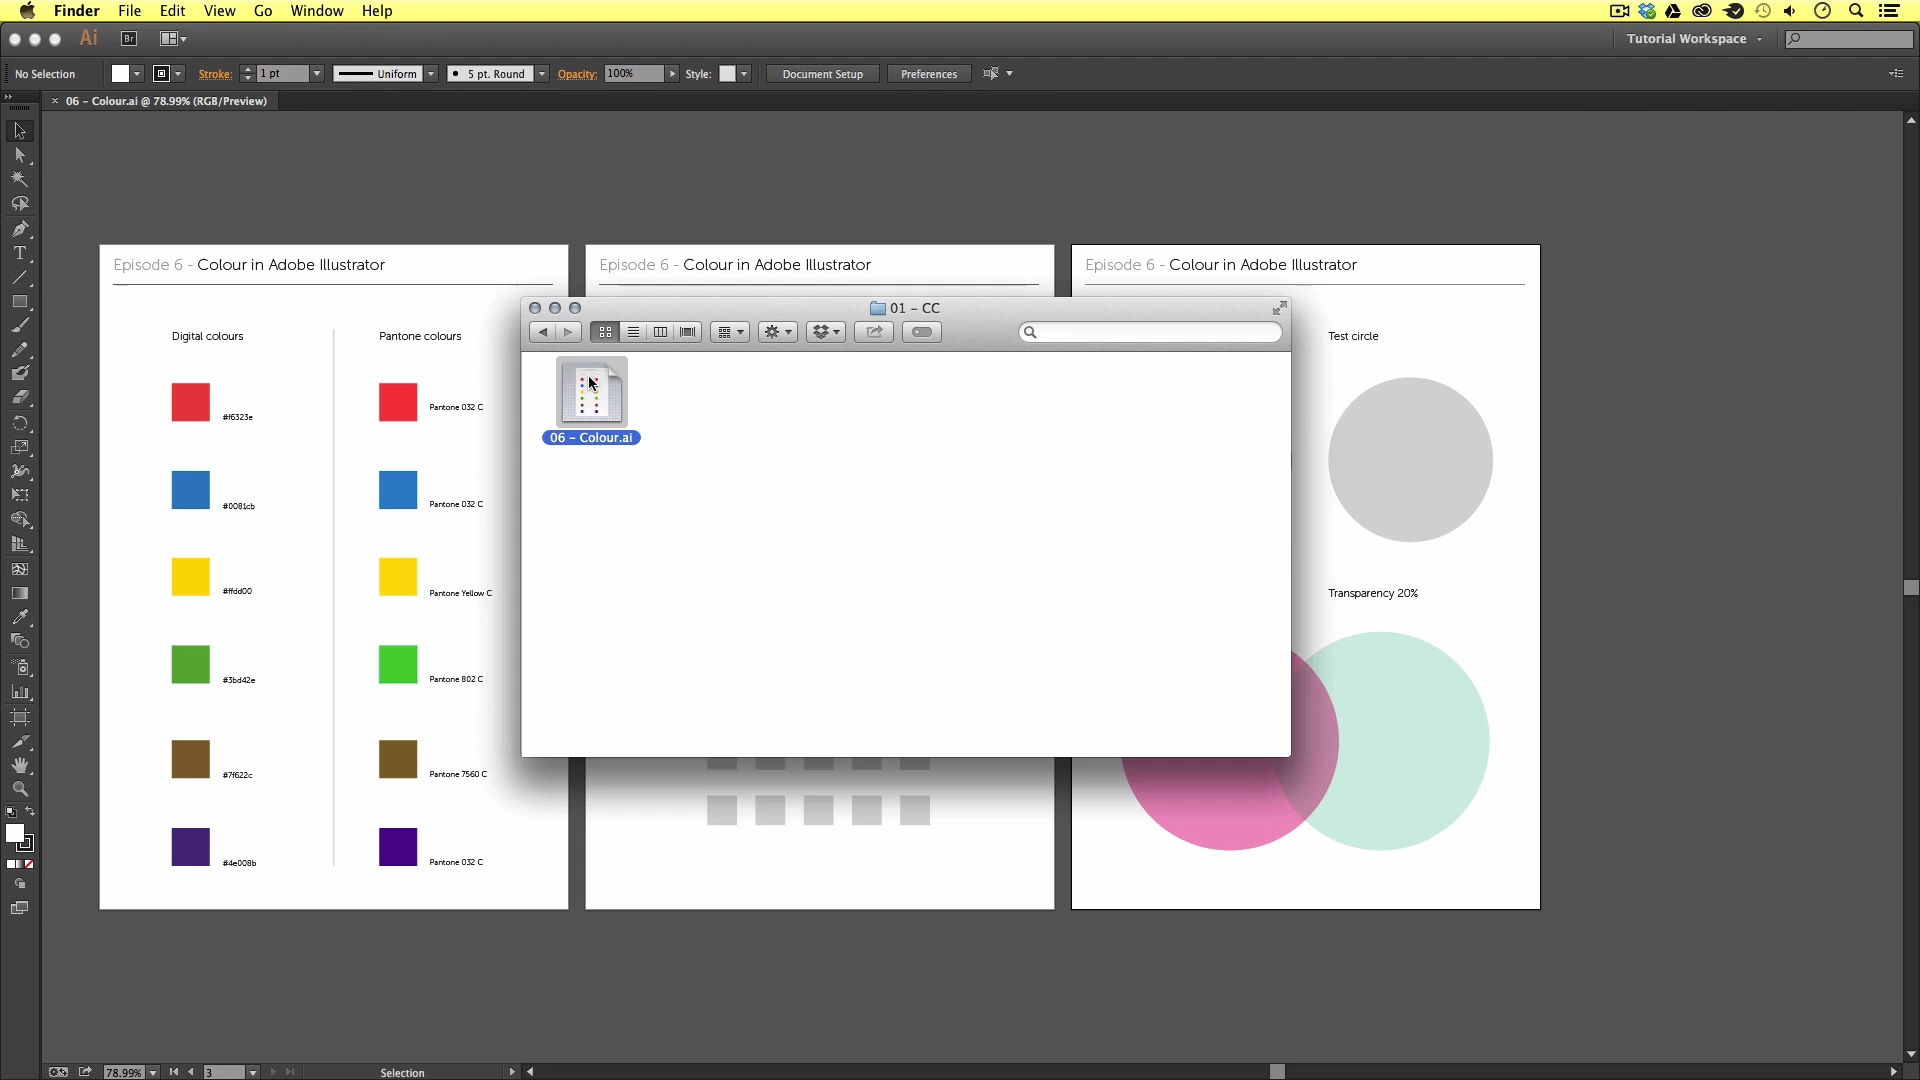 Finder File Edit View Go Window Help
Ai Br Tutorial Workspace
No Selection Stroke: 1 pt Uniform 5 pt. Round Opacity: 100% Style: Document Setup Preferences
06 – Colour.ai @ 78.99% (RGB/Preview)
Episode 6 - Colour in Adobe Illustrator
Episode 6 - Colour in Adobe Illustrator
Episode 6 - Colour in Adobe Illustrator
01 – CC
06 – Colour.ai
Digital colours
#f6323e
#0081cb
#ffdd00
#3bd42e
#7f622c
#4e008b
Pantone colours
Pantone 032 C
Pantone 032 C
Pantone Yellow C
Pantone 802 C
Pantone 7560 C
Pantone 032 C
Test circle
Transparency 20%
78.99% 3 Selection